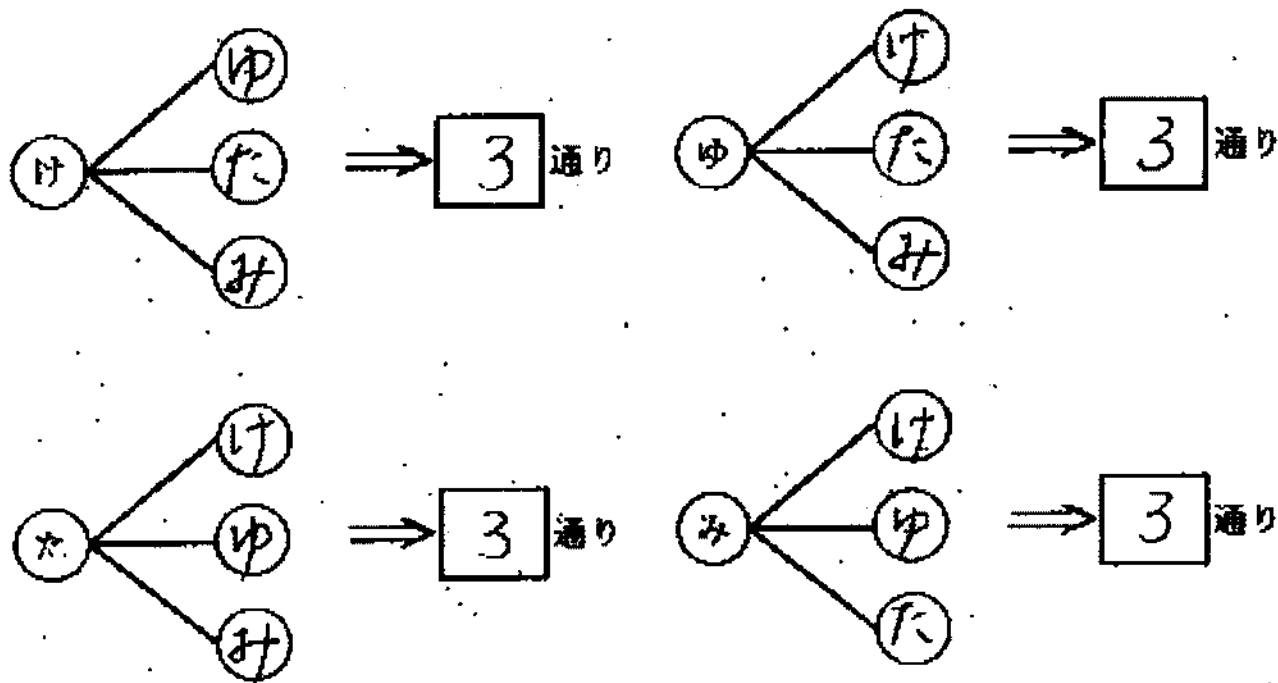 ゆ け
け た 3通り ゆ た 3通り
み み
け け
た ゆ 3通り み ゆ 3通り
み た